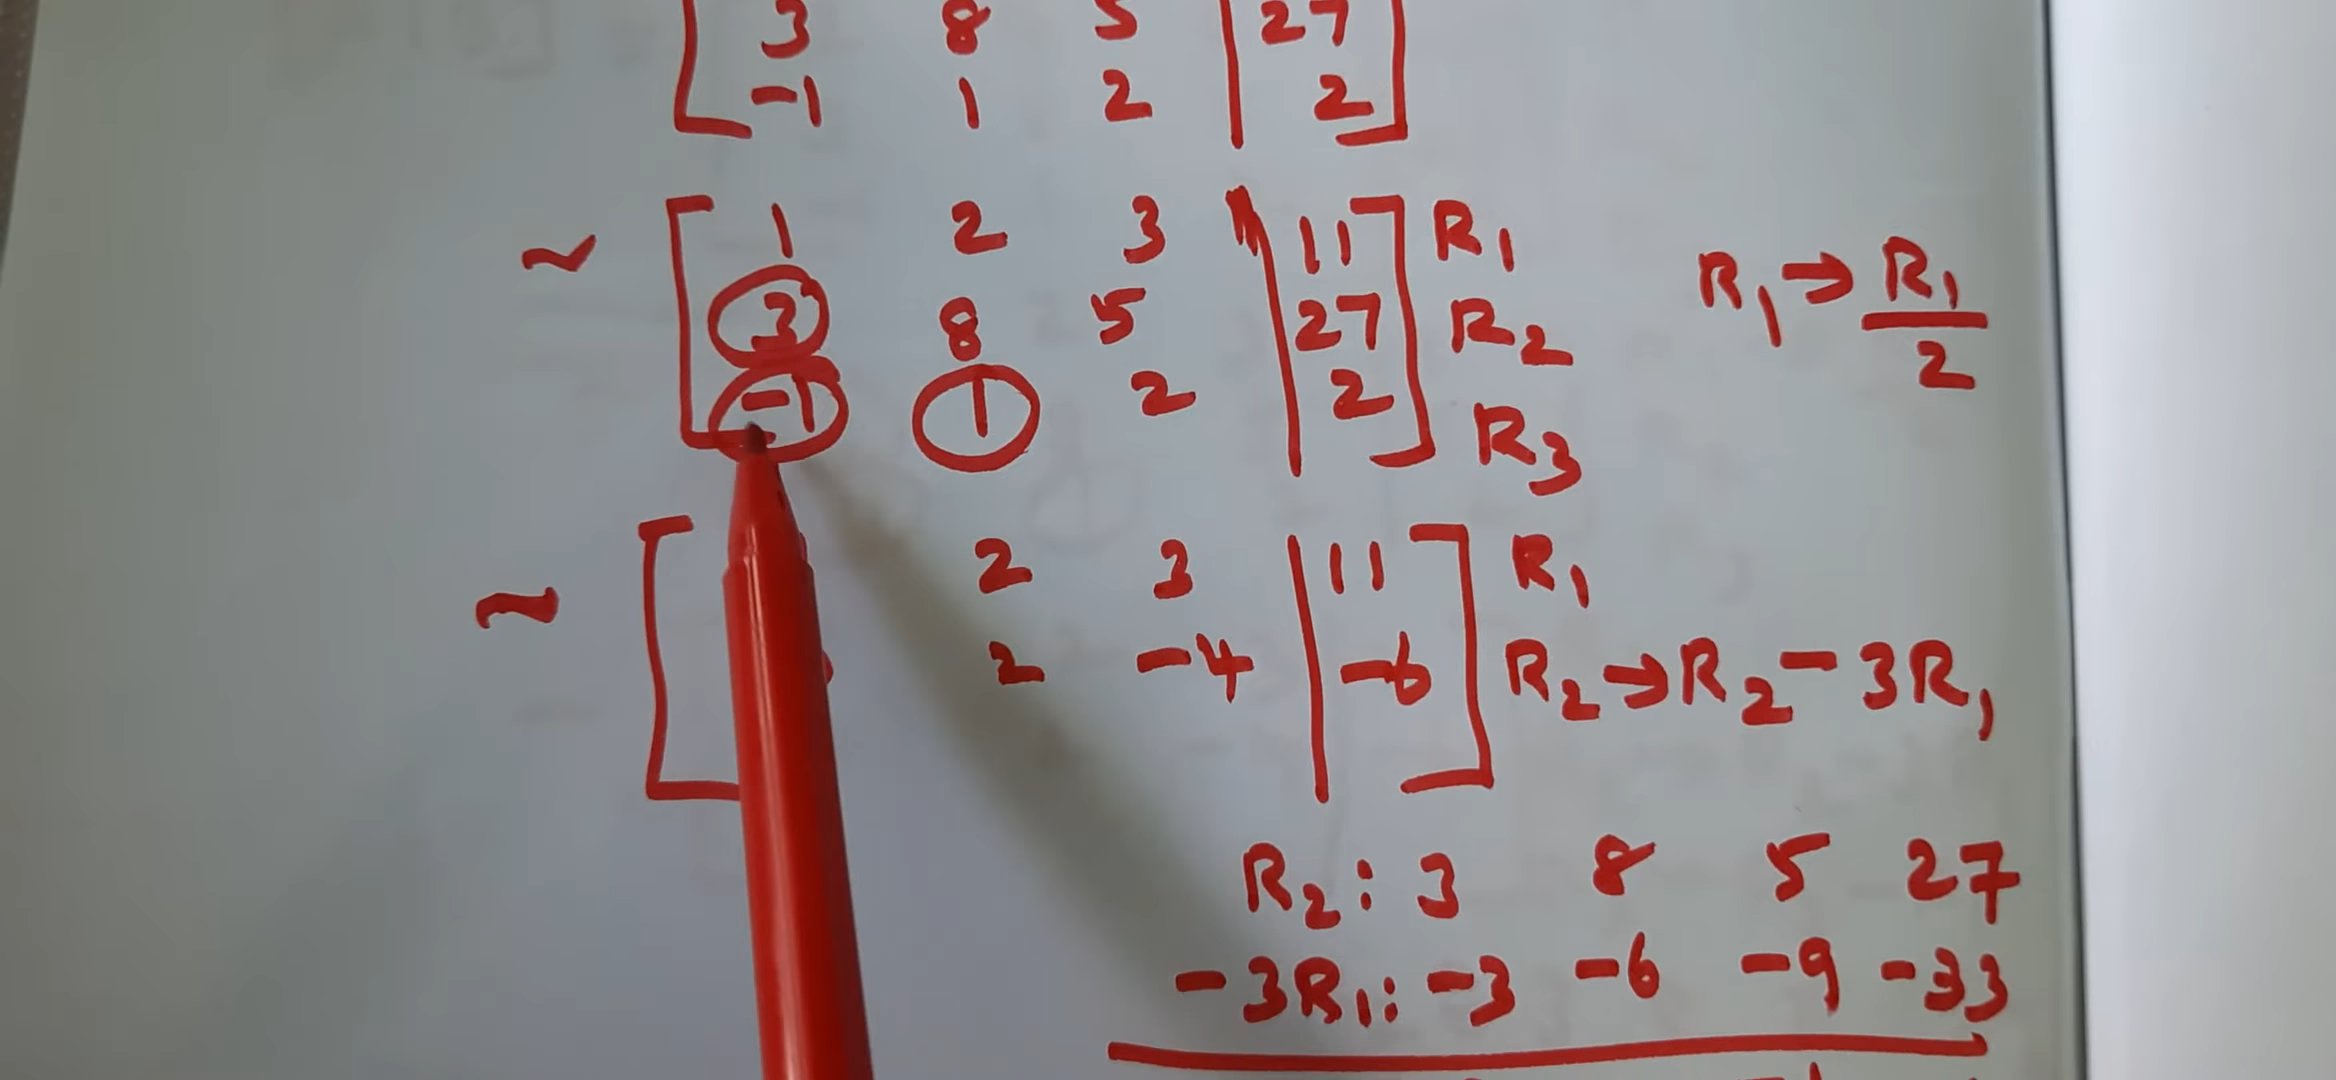 3 8 5 | 27
-1 1 2 | 2
~ [ 1 2 3 | 11 ] R1 R1 → R1/2
3 8 5 | 27 R2
-1 1 2 | 2 R3
~ [ 2 3 | 11 ] R1
2 -4 | -6 R2 → R2 - 3R1
R2 : 3 8 5 27
-3R1: -3 -6 -9 -33